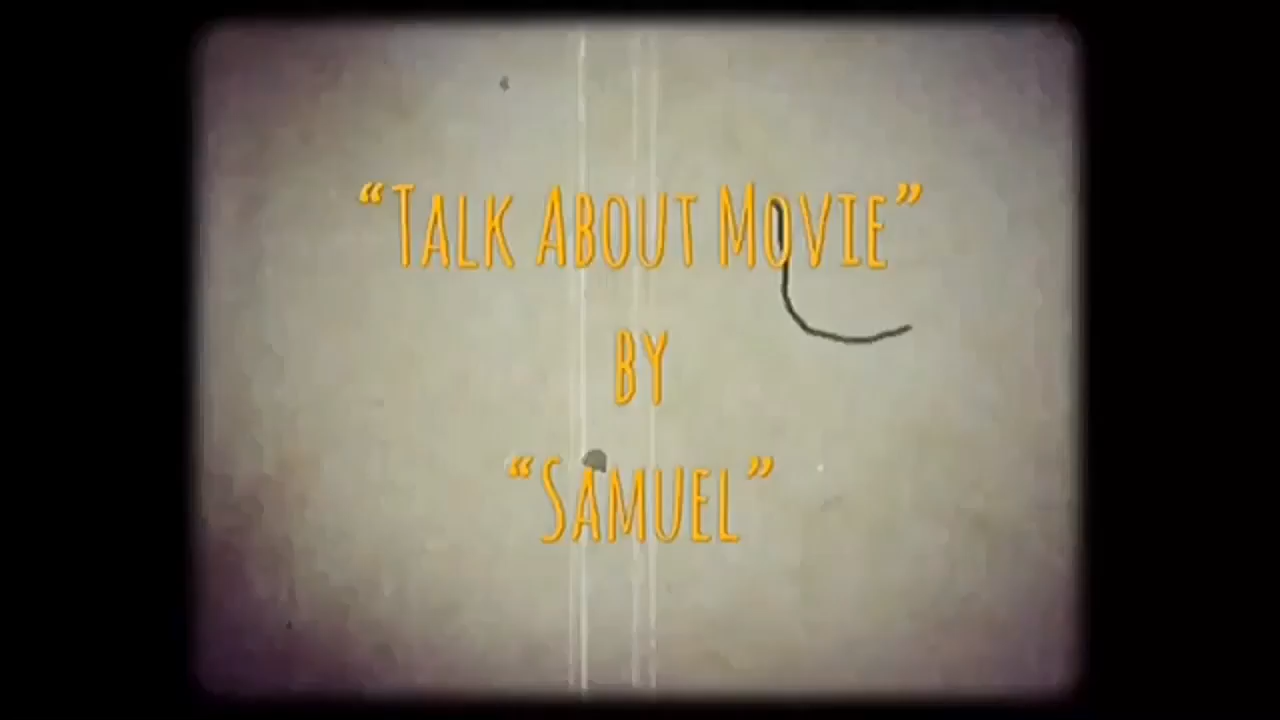 “Talk About Movie”
by
“Samuel”